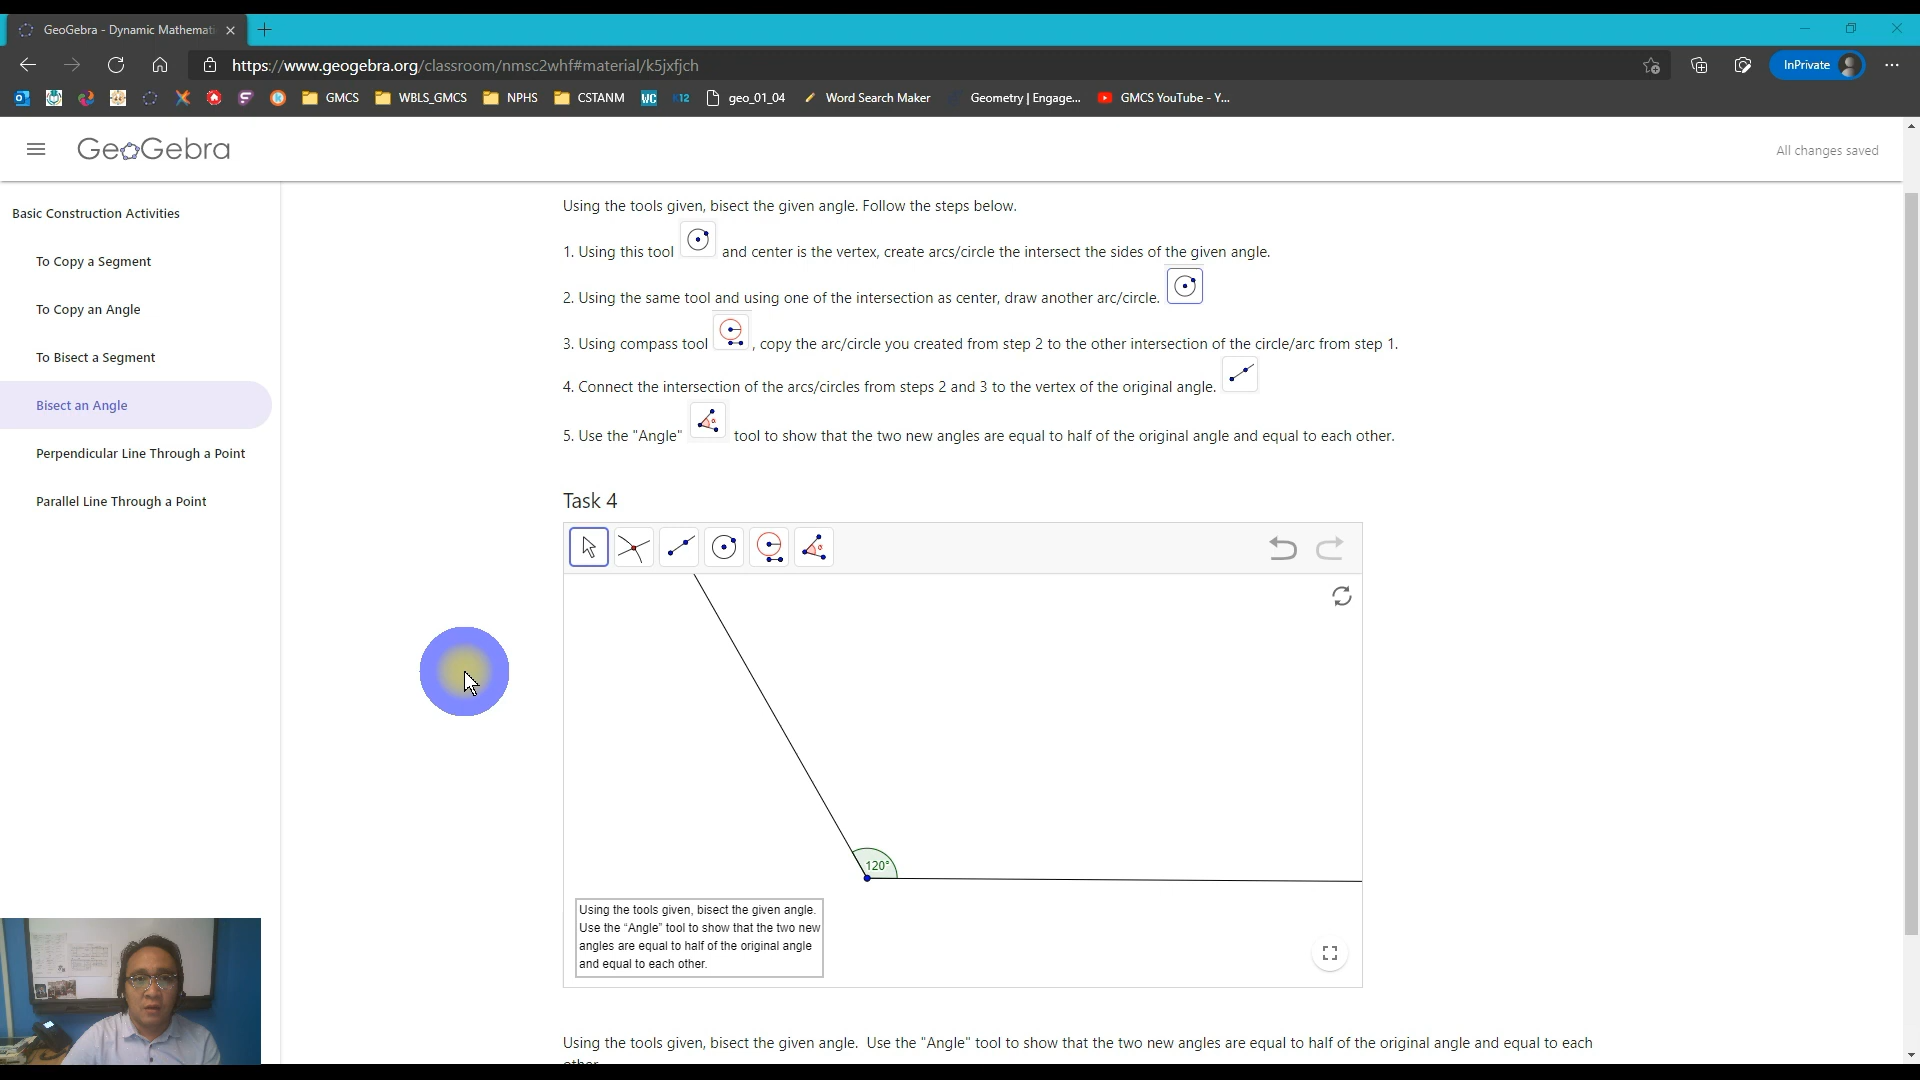 GeoGebra - Dynamic Mathemati
https://www.geogebra.org/classroom/nmsc2whf#material/k5jxfjch
InPrivate
GMCS
WBLS_GMCS
NPHS
CSTANM
WC
K12
geo_01_04
Word Search Maker
Geometry | Engage...
GMCS YouTube - Y...
GeoGebra
All changes saved
Basic Construction Activities
To Copy a Segment
To Copy an Angle
To Bisect a Segment
Bisect an Angle
Perpendicular Line Through a Point
Parallel Line Through a Point
Using the tools given, bisect the given angle. Follow the steps below.
1. Using this tool and center is the vertex, create arcs/circle the intersect the sides of the given angle.
2. Using the same tool and using one of the intersection as center, draw another arc/circle.
3. Using compass tool , copy the arc/circle you created from step 2 to the other intersection of the circle/arc from step 1.
4. Connect the intersection of the arcs/circles from steps 2 and 3 to the vertex of the original angle.
5. Use the "Angle" tool to show that the two new angles are equal to half of the original angle and equal to each other.
Task 4
120°
Using the tools given, bisect the given angle.
Use the “Angle” tool to show that the two new
angles are equal to half of the original angle
and equal to each other.
Using the tools given, bisect the given angle. Use the "Angle" tool to show that the two new angles are equal to half of the original angle and equal to each